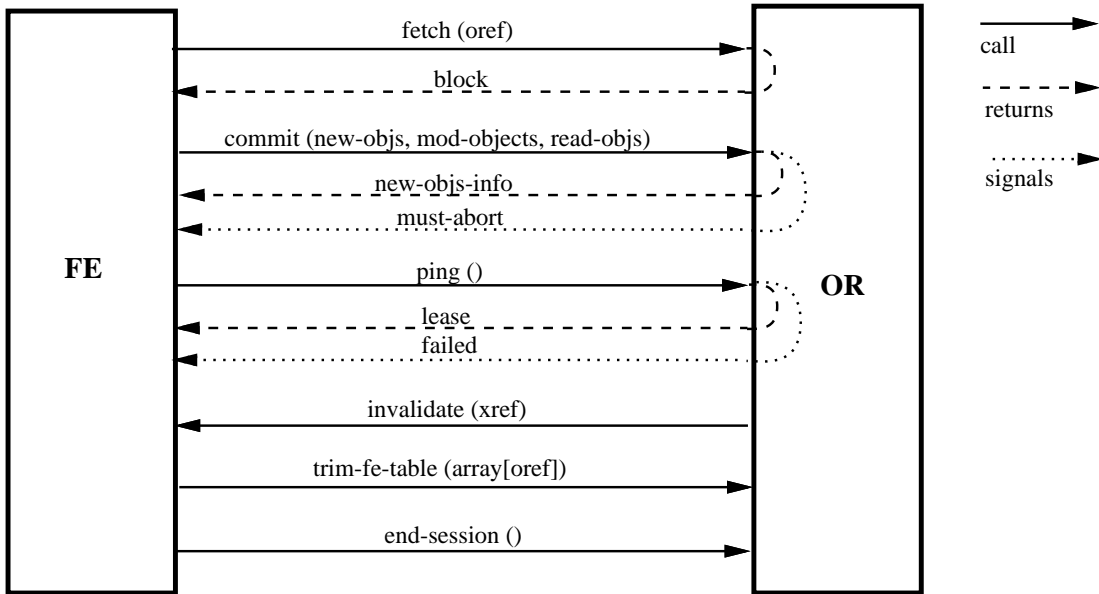 fetch (oref)
block
commit (new-objs, mod-objects, read-objs)
new-objs-info
must-abort
FE
ping ()
OR
lease
failed
invalidate (xref)
trim-fe-table (array[oref])
end-session ()
call
returns
signals